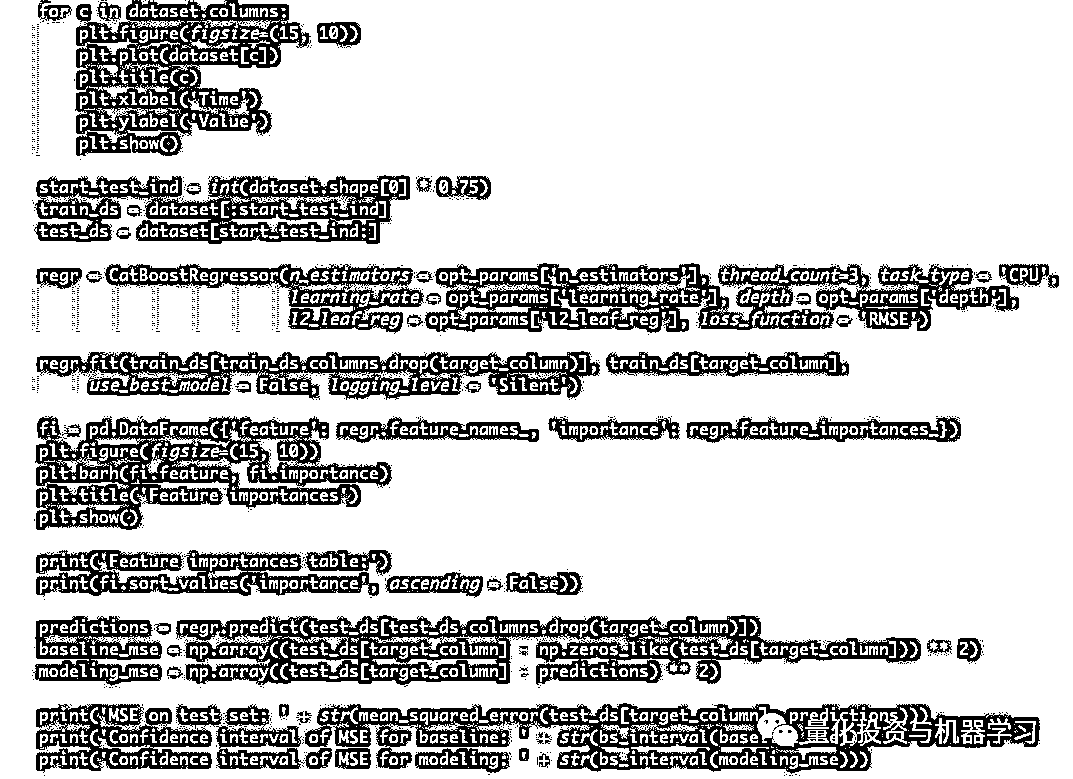 for c in dataset.columns:
    plt.figure(figsize=(15, 10))
    plt.plot(dataset[c])
    plt.title(c)
    plt.xlabel('Time')
    plt.ylabel('Value')
    plt.show()
start_test_ind = int(dataset.shape[0] * 0.75)
train_ds = dataset[:start_test_ind]
test_ds = dataset[start_test_ind:]
regr = CatBoostRegressor(n_estimators = opt_params['n_estimators'], thread_count=3, task_type = 'CPU',
                         learning_rate = opt_params['learning_rate'], depth = opt_params['depth'],
                         l2_leaf_reg = opt_params['l2_leaf_reg'], loss_function = 'RMSE')
regr.fit(train_ds[train_ds.columns.drop(target_column)], train_ds[target_column],
     use_best_model = False, logging_level = 'Silent')
fi = pd.DataFrame({'feature': regr.feature_names_, 'importance': regr.feature_importances_})
plt.figure(figsize=(15, 10))
plt.barh(fi.feature, fi.importance)
plt.title('Feature importances')
plt.show()
print('Feature importances table:')
print(fi.sort_values('importance', ascending = False))
predictions = regr.predict(test_ds[test_ds.columns.drop(target_column)])
baseline_mse = np.array((test_ds[target_column] - np.zeros_like(test_ds[target_column])) ** 2)
modeling_mse = np.array((test_ds[target_column] - predictions) ** 2)
print('MSE on test set: ' + str(mean_squared_error(test_ds[target_column], predictions)))
print('Confidence interval of MSE for baseline: ' + str(bs_interval(base
print('Confidence interval of MSE for modeling: ' + str(bs_interval(modeling_mse)))
量化投资与机器学习